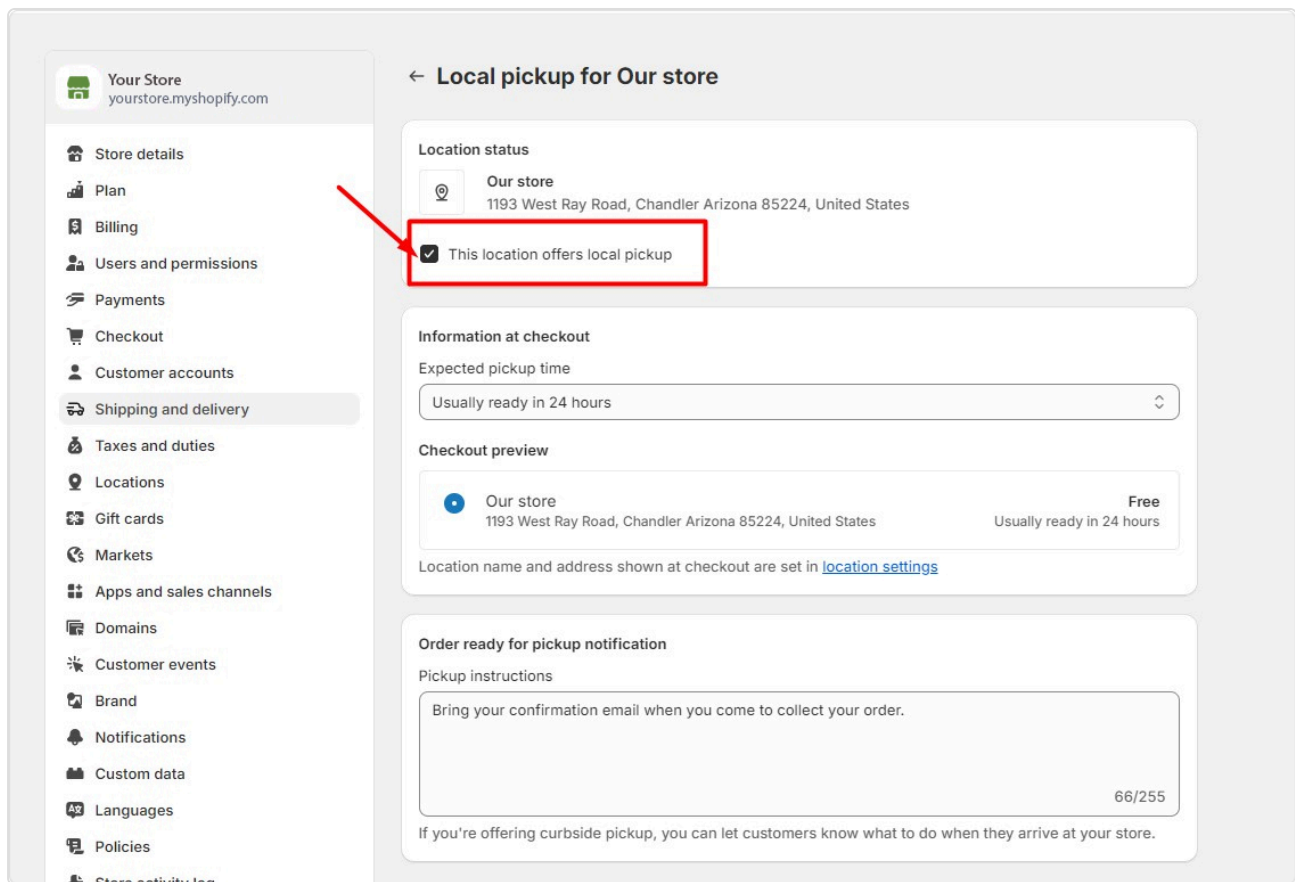 Your Store
yourstore.myshopify.com
Store details
Plan
Billing
Users and permissions
Payments
Checkout
Customer accounts
Shipping and delivery
Taxes and duties
Locations
Gift cards
Markets
Apps and sales channels
Domains
Customer events
Brand
Notifications
Custom data
Languages
Policies
Store activity log
Local pickup for Our store
Location status
Our store
1193 West Ray Road, Chandler Arizona 85224, United States
This location offers local pickup
Information at checkout
Expected pickup time
Usually ready in 24 hours
Checkout preview
Our store Free
1193 West Ray Road, Chandler Arizona 85224, United States Usually ready in 24 hours
Location name and address shown at checkout are set in location settings
Order ready for pickup notification
Pickup instructions
Bring your confirmation email when you come to collect your order.
66/255
If you're offering curbside pickup, you can let customers know what to do when they arrive at your store.